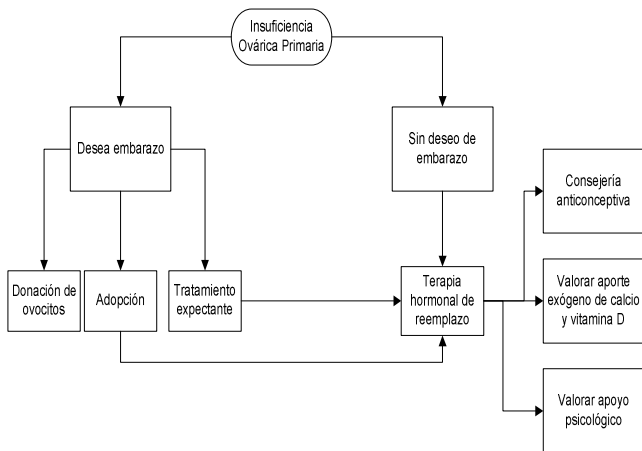 Insuficiencia
Ovárica Primaria
Desea embarazo
Sin deseo de
embarazo
Consejería
anticonceptiva
Donación de
ovocitos
Adopción
Tratamiento
expectante
Terapia
hormonal de
reemplazo
Valorar aporte
exógeno de calcio
y vitamina D
Valorar apoyo
psicológico